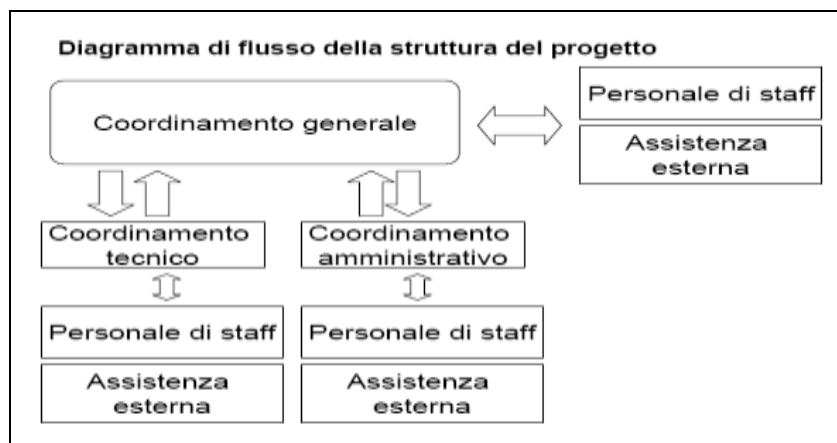 Diagramma di flusso della struttura del progetto
Coordinamento generale
Personale di staff
Assistenza
esterna
Coordinamento
tecnico
Coordinamento
amministrativo
Personale di staff
Personale di staff
Assistenza
esterna
Assistenza
esterna